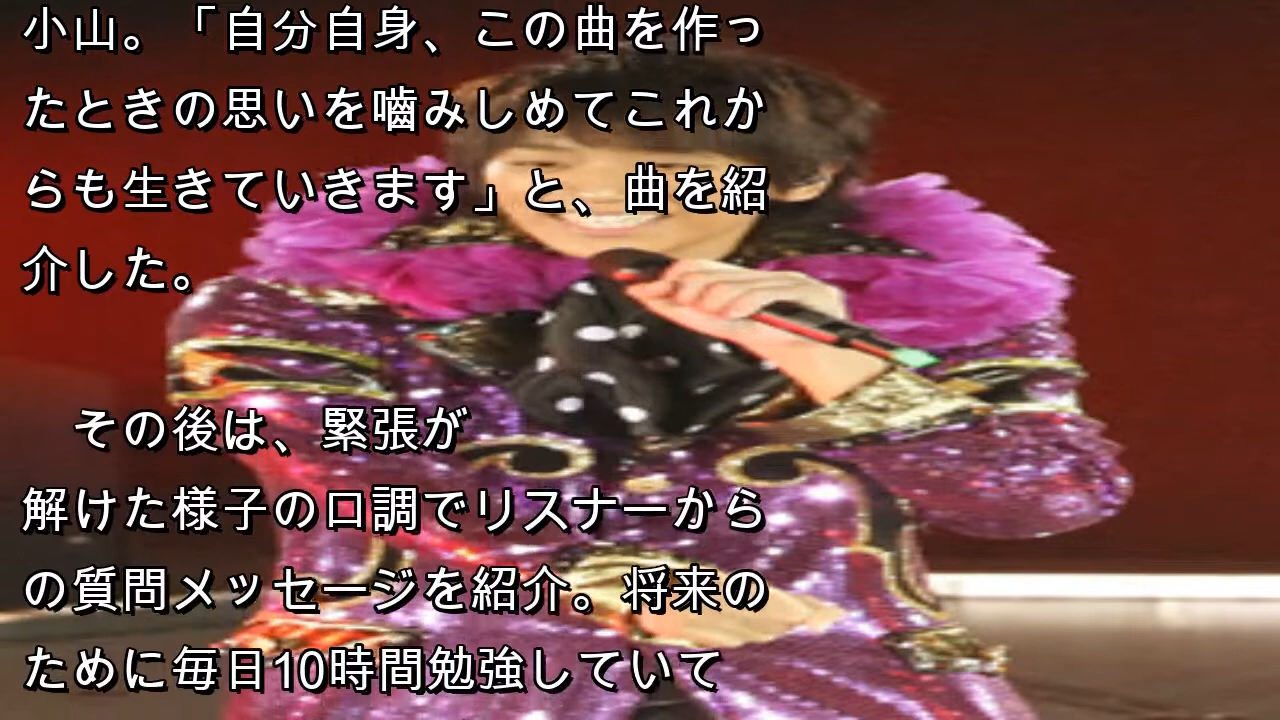 小山。「自分自身、この曲を作っ
たときの思いを噛みしめてこれか
らも生きていきます」と、曲を紹
介した。
その後は、緊張が
解けた様子の口調でリスナーから
の質問メッセージを紹介。将来の
ために毎日10時間勉強していて